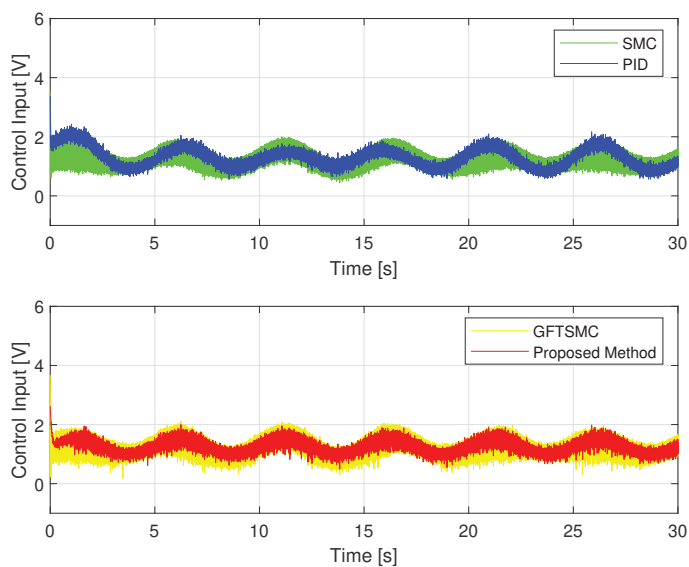 6
4
2
0
Control Input [V]
SMC
PID
0 5 10 15 20 25 30
Time [s]
6
4
2
0
Control Input [V]
GFTSMC
Proposed Method
0 5 10 15 20 25 30
Time [s]